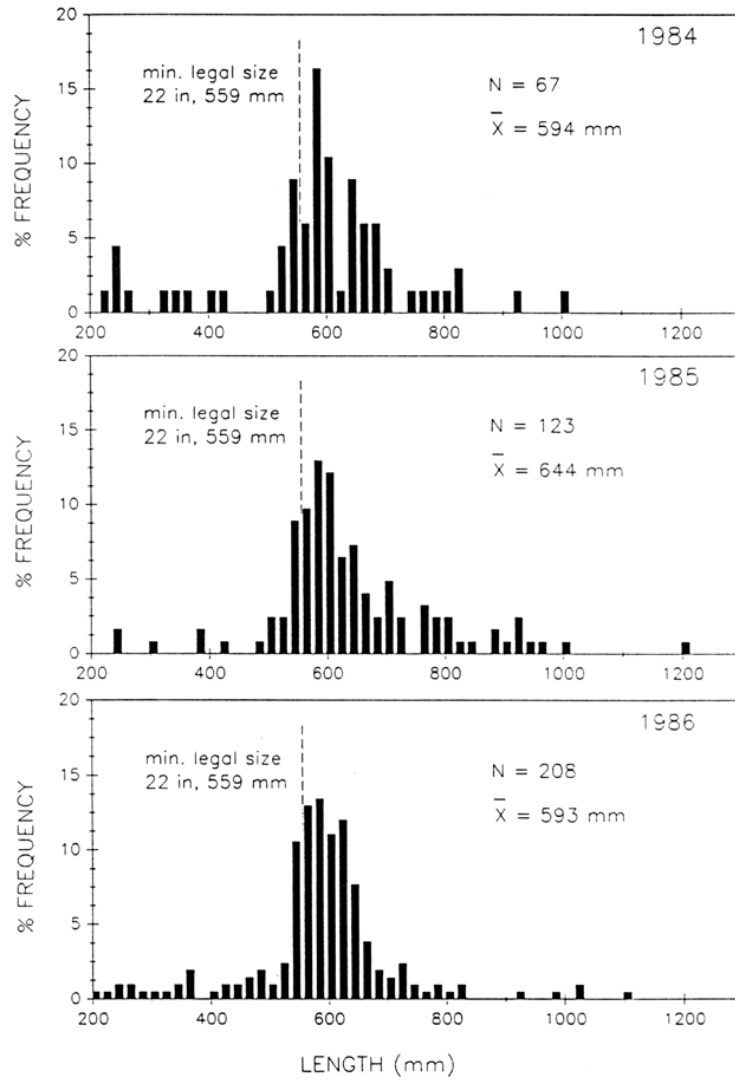 1984
min. legal size
22 in, 559 mm
N = 67
X̄ = 594 mm
% FREQUENCY
20
15
10
5
0
200 400 600 800 1000 1200
1985
min. legal size
22 in, 559 mm
N = 123
X̄ = 644 mm
% FREQUENCY
20
15
10
5
0
200 400 600 800 1000 1200
1986
min. legal size
22 in, 559 mm
N = 208
X̄ = 593 mm
% FREQUENCY
20
15
10
5
0
200 400 600 800 1000 1200
LENGTH (mm)